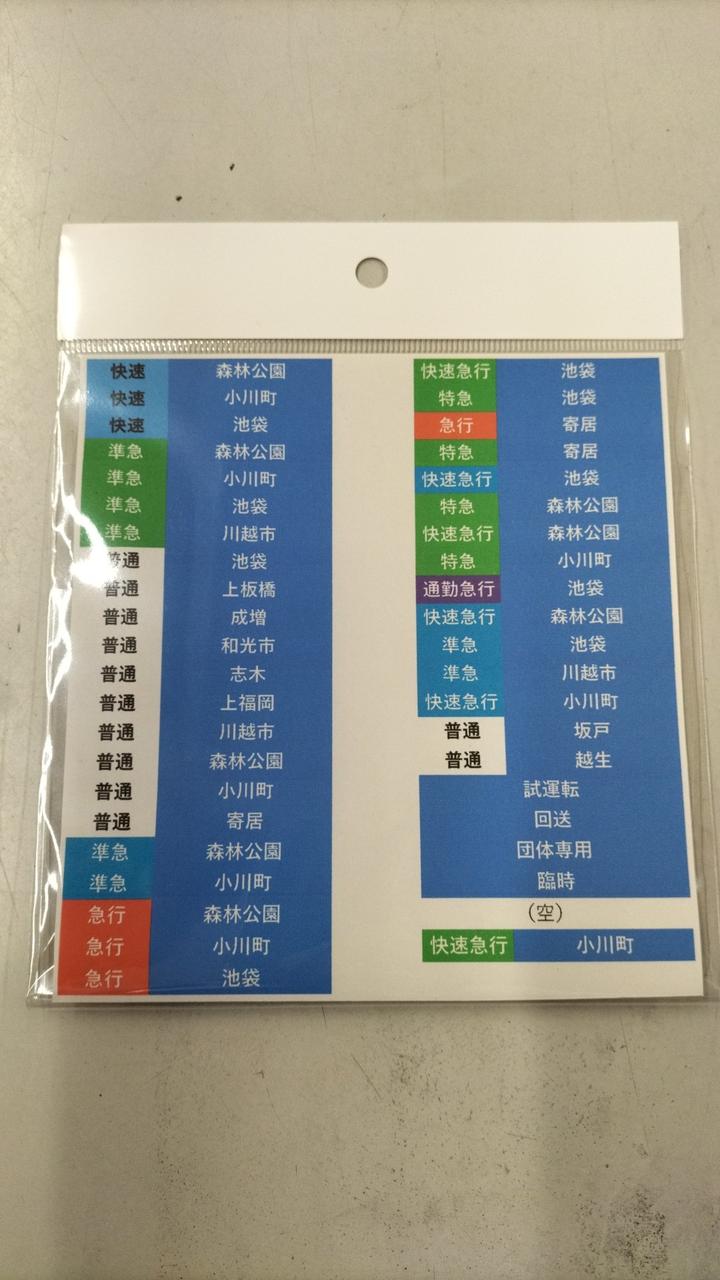 快速 森林公園
快速 小川町
快速 池袋
準急 森林公園
準急 小川町
準急 池袋
準急 川越市
普通 池袋
普通 上板橋
普通 成増
普通 和光市
普通 志木
普通 上福岡
普通 川越市
普通 森林公園
普通 小川町
普通 寄居
準急 森林公園
準急 小川町
急行 森林公園
急行 小川町
急行 池袋
快速急行 池袋
特急 池袋
急行 寄居
特急 寄居
快速急行 池袋
特急 森林公園
快速急行 森林公園
特急 小川町
通勤急行 池袋
快速急行 森林公園
準急 池袋
準急 川越市
快速急行 小川町
普通 坂戸
普通 越生
試運転
回送
団体専用
臨時
（空）
快速急行 小川町